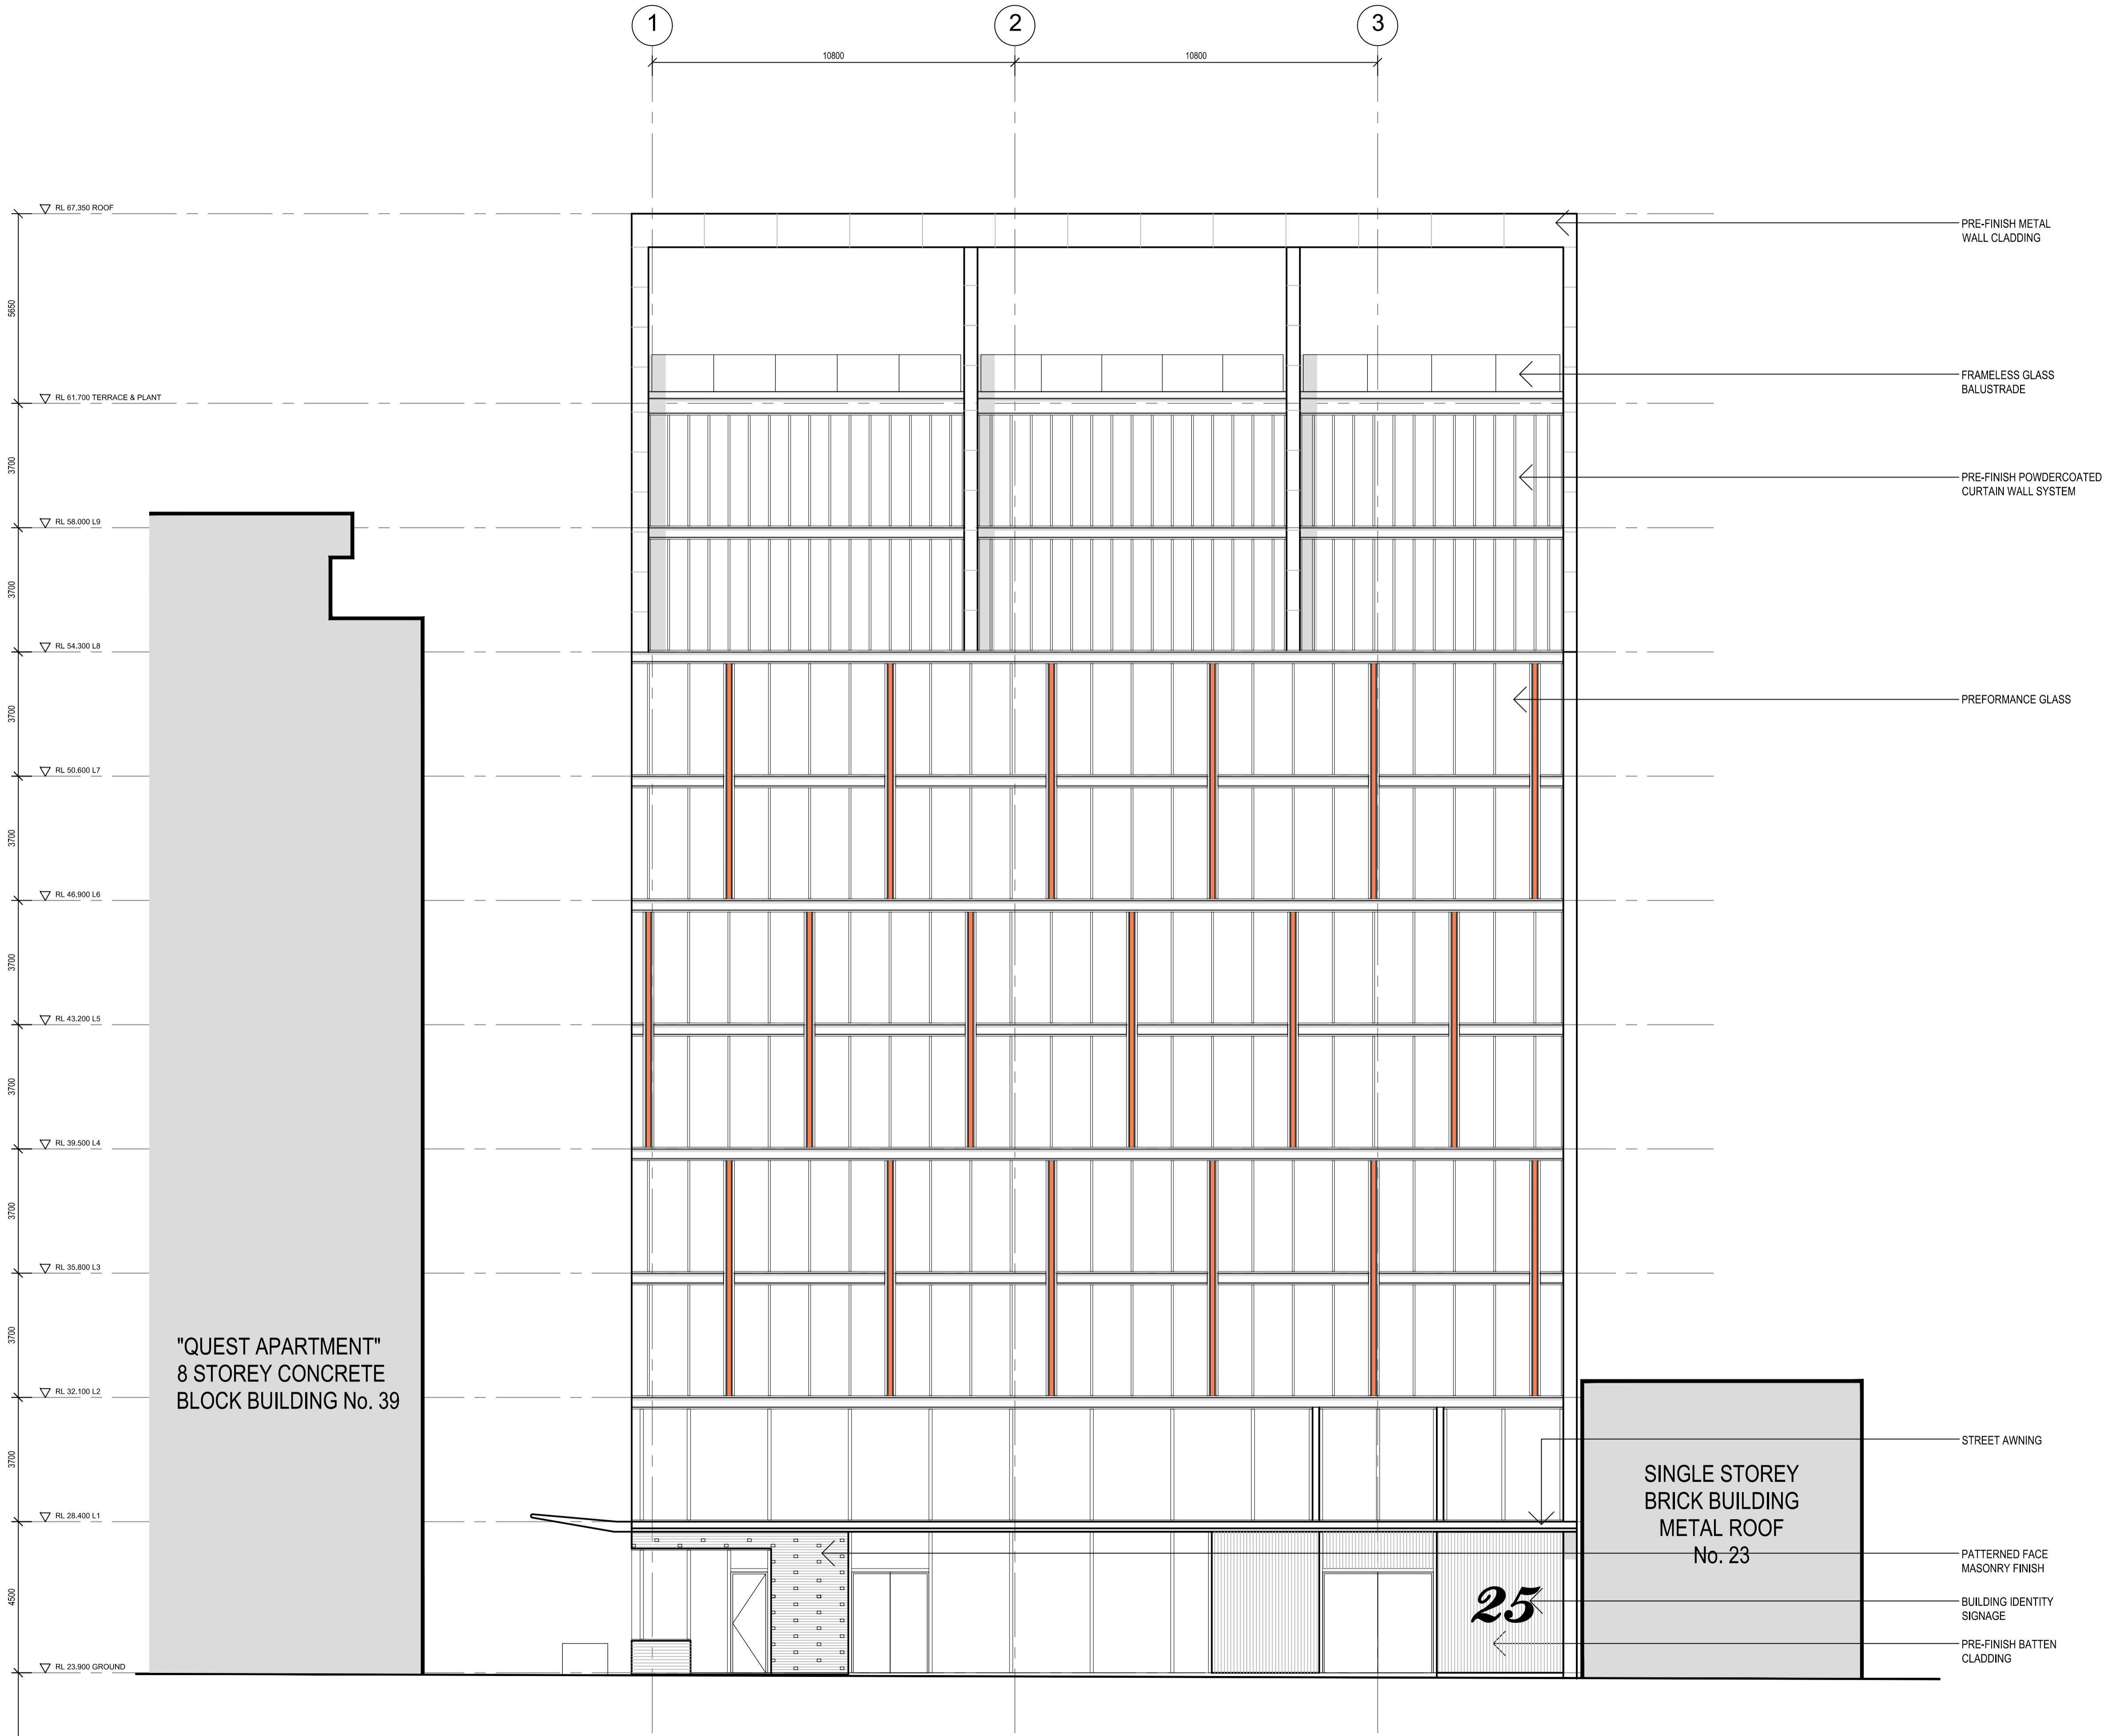 1
2
3
10800
10800
RL 67.350 ROOF
PRE-FINISH METAL
WALL CLADDING
5650
FRAMELESS GLASS
BALUSTRADE
RL 61.700 TERRACE & PLANT
3700
PRE-FINISH POWDERCOATED
CURTAIN WALL SYSTEM
RL 58.000 L9
3700
RL 54.300 L8
PREFORMANCE GLASS
3700
RL 50.600 L7
3700
RL 46.900 L6
3700
RL 43.200 L5
3700
RL 39.500 L4
3700
RL 35.800 L3
3700
"QUEST APARTMENT"
8 STOREY CONCRETE
BLOCK BUILDING No. 39
RL 32.100 L2
3700
STREET AWNING
SINGLE STOREY
BRICK BUILDING
METAL ROOF
No. 23
RL 28.400 L1
PATTERNED FACE
MASONRY FINISH
4500
25
BUILDING IDENTITY
SIGNAGE
PRE-FINISH BATTEN
CLADDING
RL 23.900 GROUND